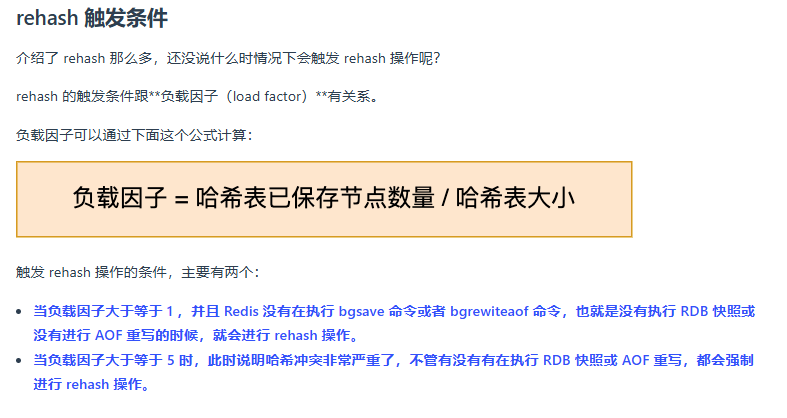 rehash 触发条件
介绍了 rehash 那么多，还没说什么时情况下会触发 rehash 操作呢？
rehash 的触发条件跟**负载因子（load factor）**有关系。
负载因子可以通过下面这个公式计算：
负载因子 = 哈希表已保存节点数量 / 哈希表大小
触发 rehash 操作的条件，主要有两个：
• 当负载因子大于等于 1 ，并且 Redis 没有在执行 bgsave 命令或者 bgrewiteaof 命令，也就是没有执行 RDB 快照或
没有进行 AOF 重写的时候，就会进行 rehash 操作。
• 当负载因子大于等于 5 时，此时说明哈希冲突非常严重了，不管有没有有在执行 RDB 快照或 AOF 重写，都会强制
进行 rehash 操作。